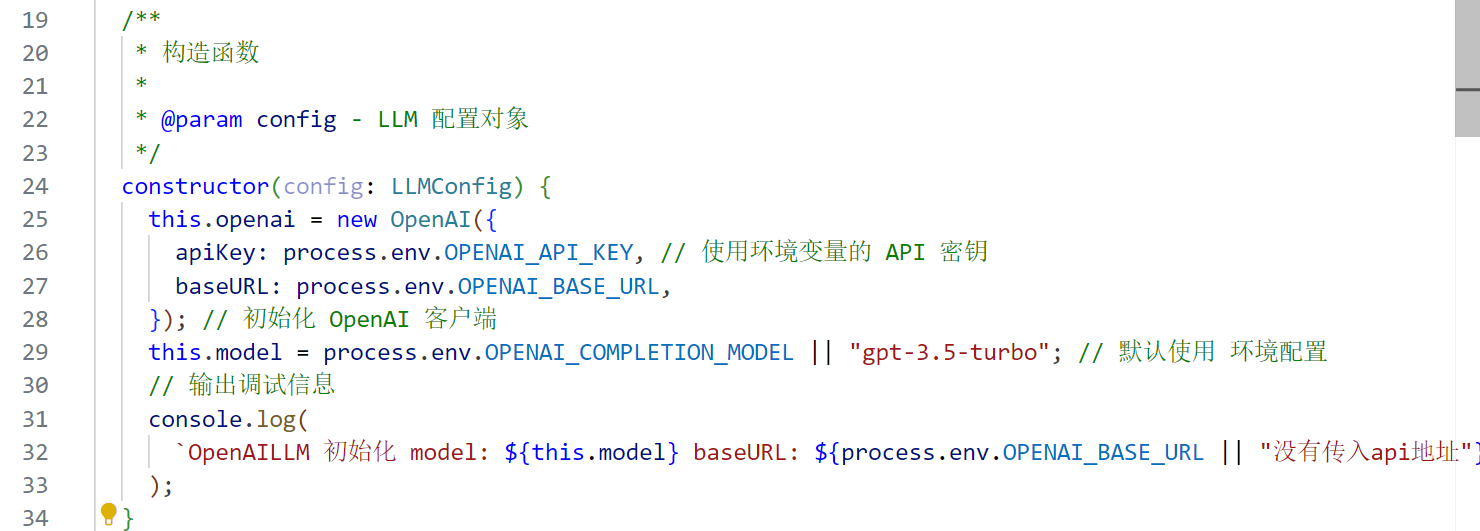 19 /**
20 * 构造函数
21 *
22 * @param config - LLM 配置对象
23 */
24 constructor(config: LLMConfig) {
25 this.openai = new OpenAI({
26 apiKey: process.env.OPENAI_API_KEY, // 使用环境变量的 API 密钥
27 baseURL: process.env.OPENAI_BASE_URL,
28 }); // 初始化 OpenAI 客户端
29 this.model = process.env.OPENAI_COMPLETION_MODEL || "gpt-3.5-turbo"; // 默认使用 环境配置
30 // 输出调试信息
31 console.log(
32 `OpenAILLM 初始化 model: ${this.model} baseURL: ${process.env.OPENAI_BASE_URL || "没有传入api地址"}
33 );
34 }